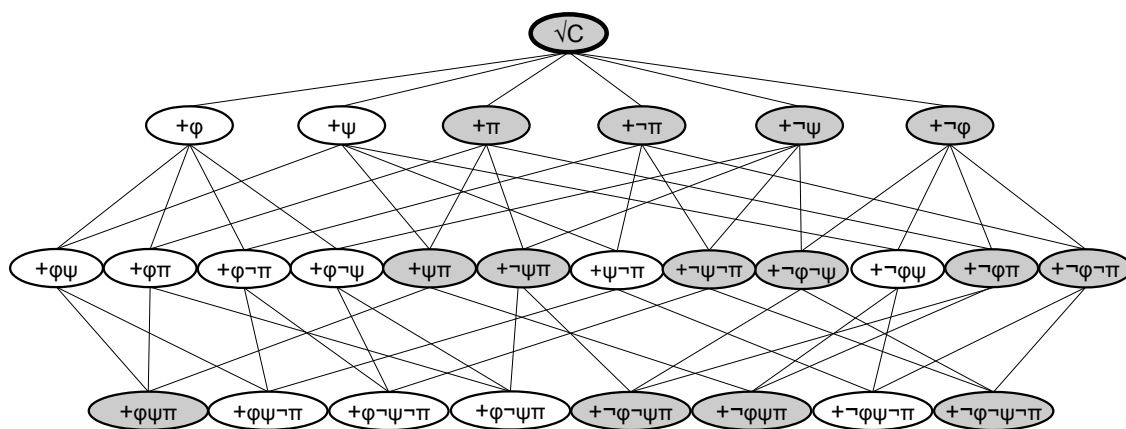 √C
+φ +ψ +π +¬π +¬ψ +¬φ
+φψ +φπ +φ¬π +φ¬ψ +ψπ +¬ψπ +ψ¬π +¬ψ¬π +¬φ¬ψ +¬φψ +¬φπ +¬φ¬π
+φψπ +φψ¬π +φ¬ψ¬π +φ¬ψπ +¬φ¬ψπ +¬φψπ +¬φψ¬π +¬φ¬ψ¬π